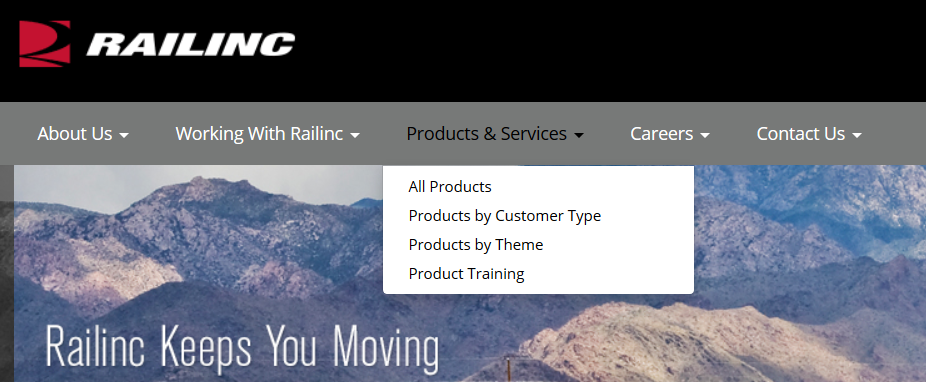 RAILINC
About Us Working With Railinc Products & Services Careers Contact Us
All Products
Products by Customer Type
Products by Theme
Product Training
Railinc Keeps You Moving